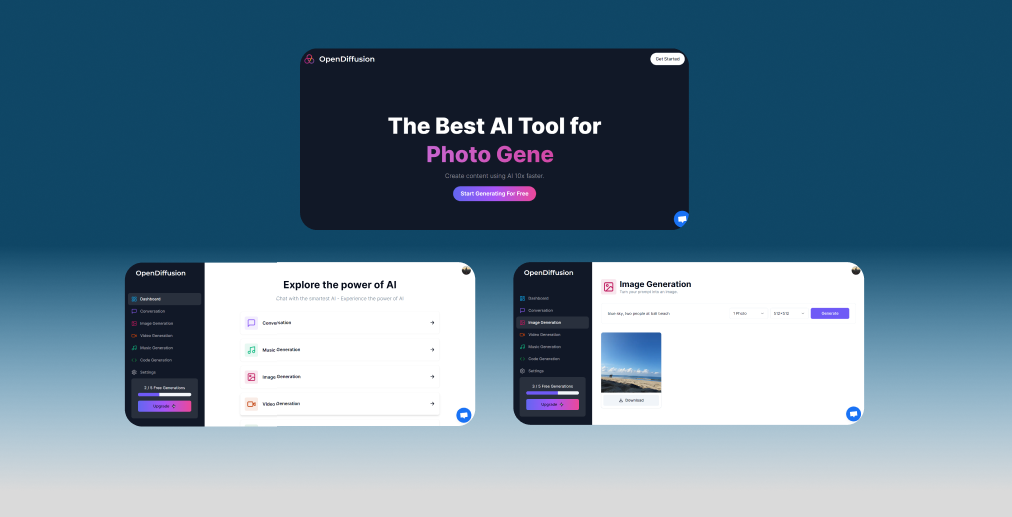 OpenDiffusion
Get Started
The Best AI Tool for
Photo Gene
Create content using AI 10x faster.
Start Generating For Free
OpenDiffusion
Dashboard
Conversation
Image Generation
Video Generation
Music Generation
Code Generation
Settings
2 / 5 Free Generations
Upgrade
Explore the power of AI
Chat with the smartest AI - Experience the power of AI
Conversation
Music Generation
Image Generation
Video Generation
OpenDiffusion
Dashboard
Conversation
Image Generation
Video Generation
Music Generation
Code Generation
Settings
3 / 5 Free Generations
Upgrade
Image Generation
Turn your prompt into an image.
blue sky, two people at bali beach
1 Photo
512x512
Generate
Download